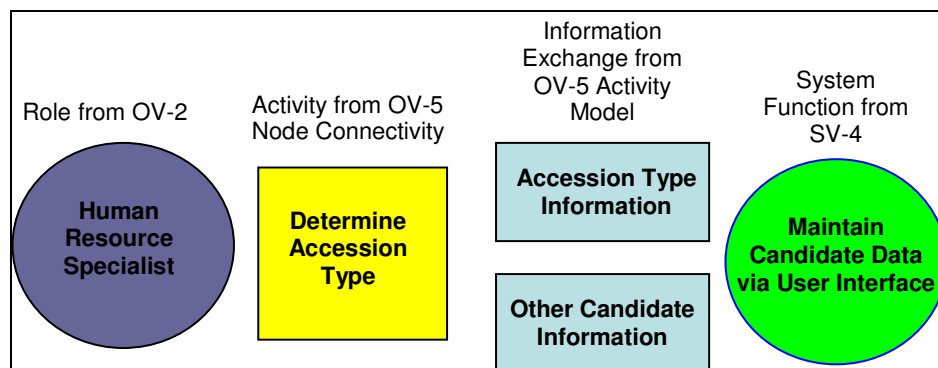 Role from OV-2
Human
Resource
Specialist
Activity from OV-5
Node Connectivity
Determine
Accession
Type
Information
Exchange from
OV-5 Activity
Model
Accession Type
Information
Other Candidate
Information
System
Function from
SV-4
Maintain
Candidate Data
via User Interface